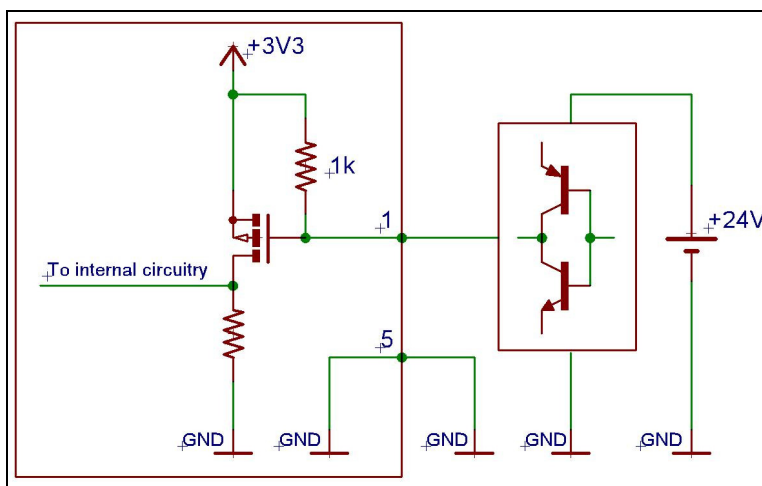 +3V3
1k
1
+24V
To internal circuitry
5
GND
GND
GND
GND
GND